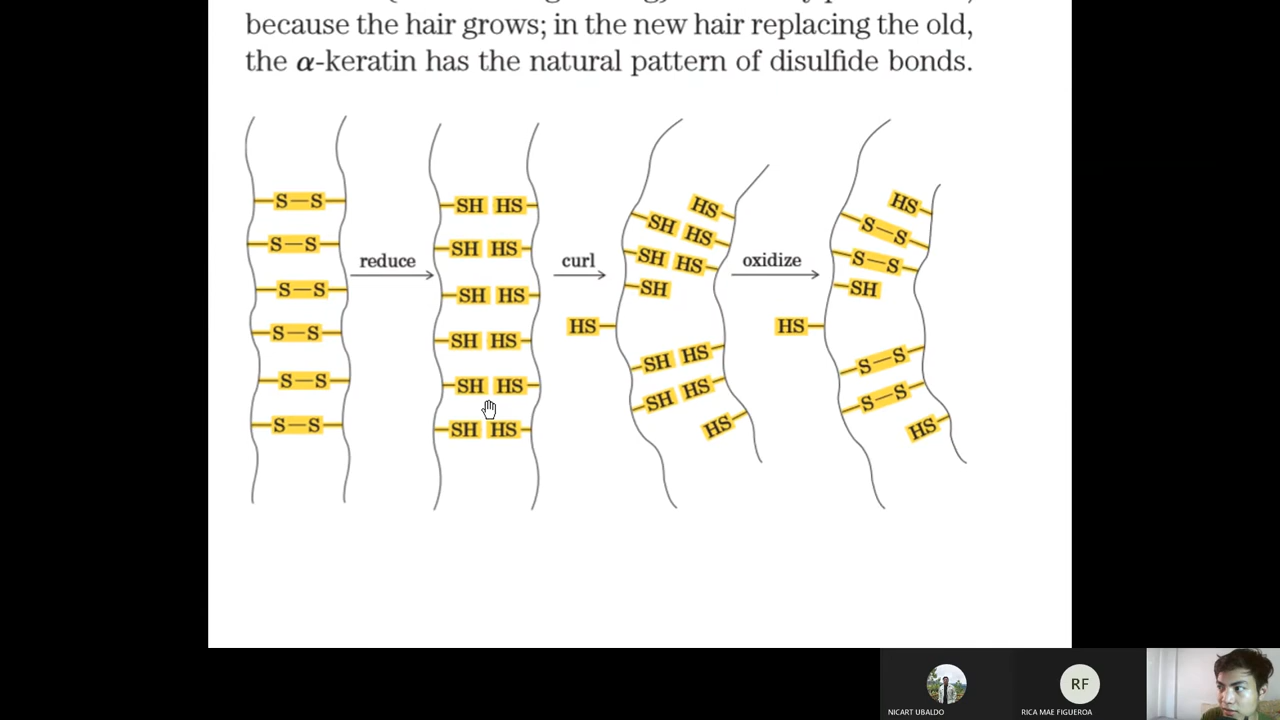 because the hair grows; in the new hair replacing the old,
the α-keratin has the natural pattern of disulfide bonds.
S—S
S—S
S—S
S—S
S—S
S—S
reduce
SH HS
SH HS
SH HS
SH HS
SH HS
SH HS
curl
HS
SH HS
SH HS
SH
HS
SH HS
SH HS
HS
oxidize
HS
S—S
S—S
SH
HS
S—S
S—S
HS
NICART UBALDO
RF
RICA MAE FIGUEROA